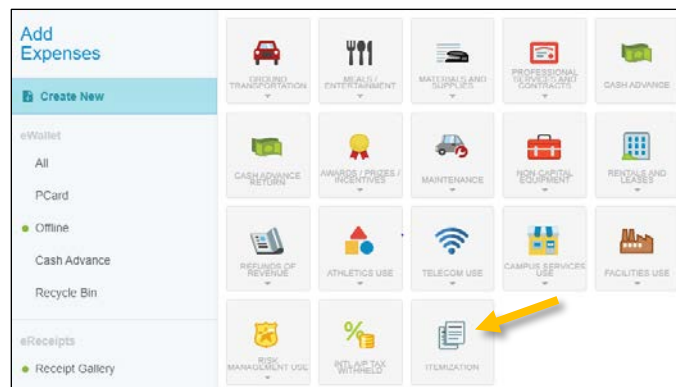 Add
Expenses
Create New
eWallet
All
PCard
Offline
Cash Advance
Recycle Bin
eReceipts
Receipt Gallery
GROUND
TRANSPORTATION
MEALS /
ENTERTAINMENT
MATERIALS AND
SUPPLIES
PROFESSIONAL
SERVICES AND
CONTRACTS
CASH ADVANCE
CASH ADVANCE
RETURN
AWARDS / PRIZES /
INCENTIVES
MAINTENANCE
NON-CAPITAL
EQUIPMENT
RENTALS AND
LEASES
REFUNDS OF
REVENUE
ATHLETICS USE
TELECOM USE
CAMPUS SERVICES
USE
FACILITIES USE
RISK
MANAGEMENT USE
INTL A/P TAX
WITHHELD
ITEMIZATION